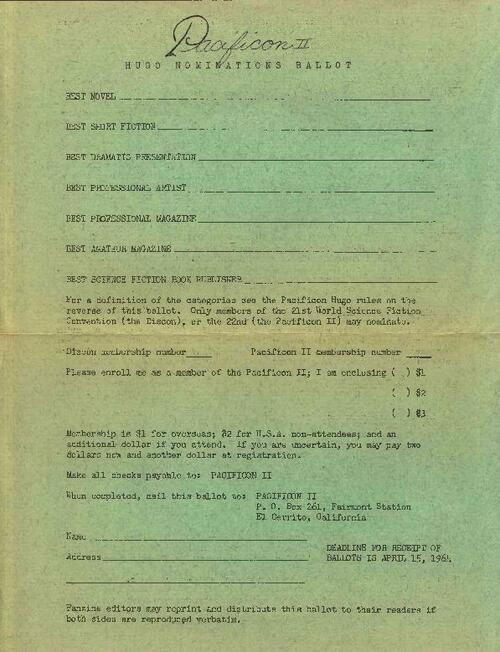 Pacificon II
HUGO NOMINATIONS BALLOT
BEST NOVEL
BEST SHORT FICTION
BEST DRAMATIC PRESENTATION
BEST PROFESSIONAL ARTIST
BEST PROFESSIONAL MAGAZINE
BEST AMATEUR MAGAZINE
BEST SCIENCE FICTION BOOK PUBLISHER
For a definition of the categories see the Pacificon Hugo rules on the
reverse of this ballot. Only members of the 21st World Science Fiction
Convention (the Discon), or the 22nd (the Pacificon II) may nominate.
Discon membership number_____ Pacificon II membership number _____
Please enroll me as a member of the Pacificon II; I am enclosing ( ) $1
( ) $2
( ) $3
Membership is $1 for overseas; $2 for U.S.A. non-attendees; and an
additional dollar if you attend. If you are uncertain, you may pay two
dollars now and another dollar at registration.
Make all checks payable to: PACIFICON II
When completed, mail this ballot to: PACIFICON II
P. O. Box 261, Fairmont Station
El Cerrito, California
Name
Address
DEADLINE FOR RECEIPT OF
BALLOTS IS APRIL 15, 1964.
Fanzine editors may reprint and distribute this ballot to their readers if
both sides are reproduced verbatim.